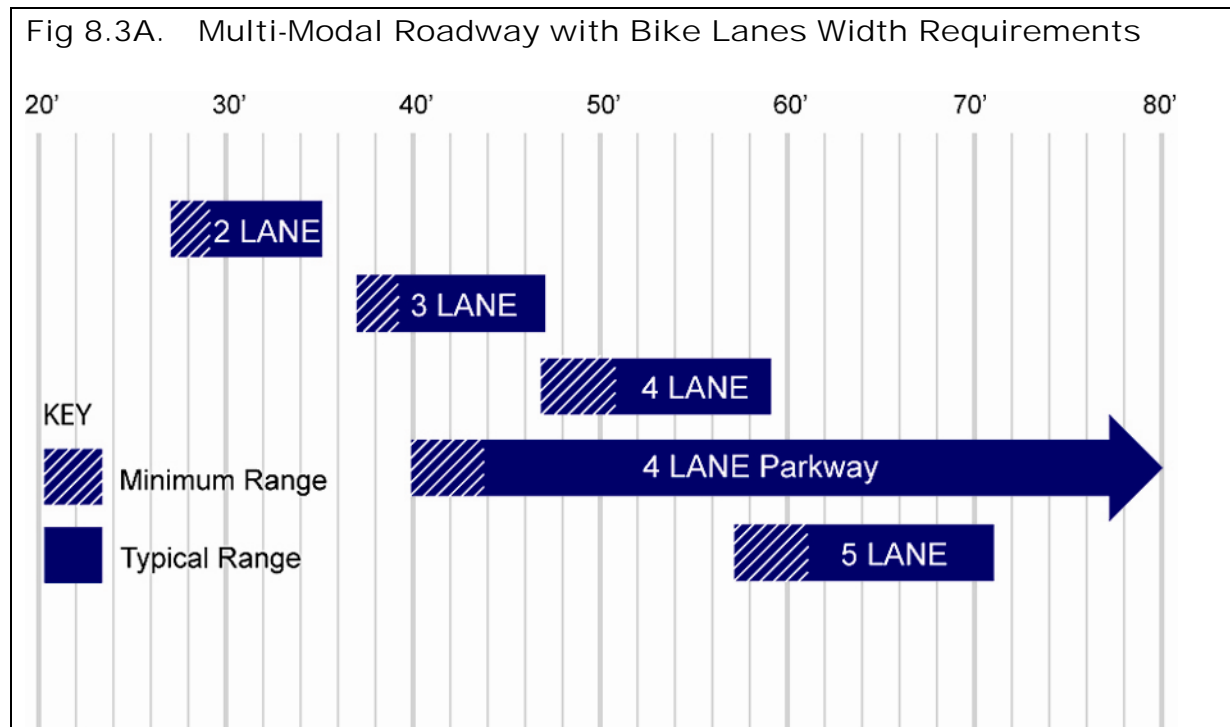 Fig 8.3A. Multi-Modal Roadway with Bike Lanes Width Requirements
20’ 30’ 40’ 50’ 60’ 70’ 80’
2 LANE
3 LANE
4 LANE
4 LANE Parkway
5 LANE
KEY
Minimum Range
Typical Range